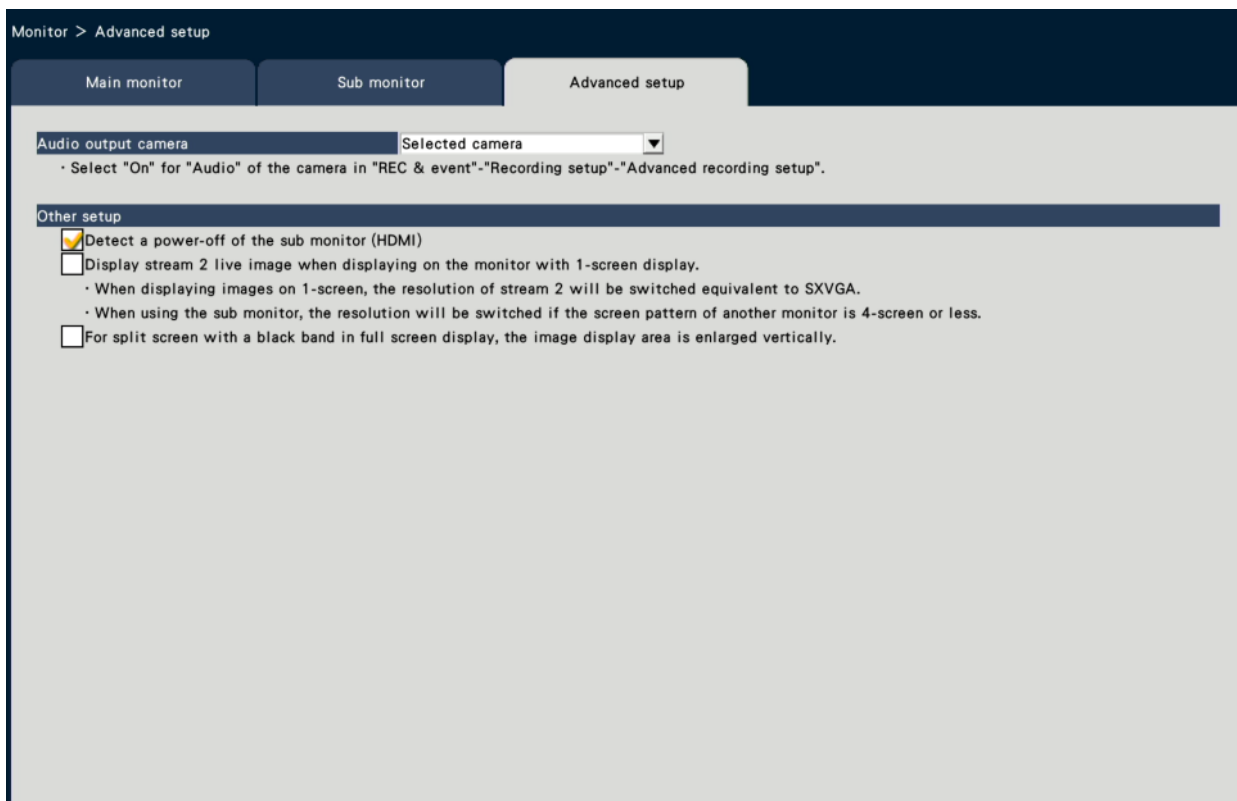 Monitor > Advanced setup
Main monitor
Sub monitor
Advanced setup
Audio output camera
Selected camera
· Select "On" for "Audio" of the camera in "REC & event"-"Recording setup"-"Advanced recording setup".
Other setup
Detect a power-off of the sub monitor (HDMI)
Display stream 2 live image when displaying on the monitor with 1-screen display.
· When displaying images on 1-screen, the resolution of stream 2 will be switched equivalent to SXVGA.
· When using the sub monitor, the resolution will be switched if the screen pattern of another monitor is 4-screen or less.
For split screen with a black band in full screen display, the image display area is enlarged vertically.